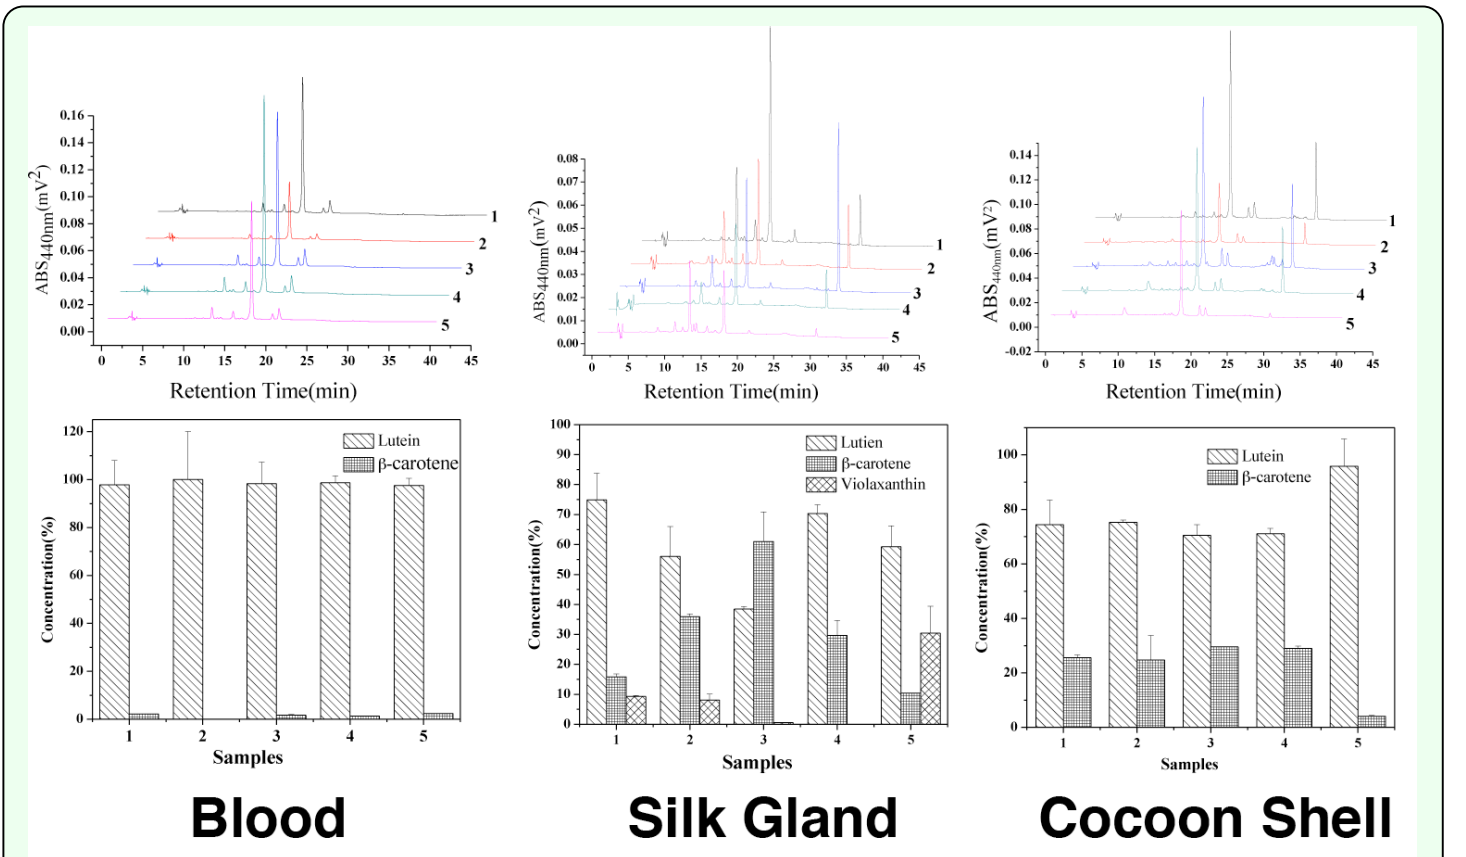 ABS440nm(mV2)
0.16
0.14
0.12
0.10
0.08
0.06
0.04
0.02
0.00
1
2
3
4
5
0 5 10 15 20 25 30 35 40 45
Retention Time(min)
ABS440nm(mV2)
0.08
0.07
0.06
0.05
0.04
0.03
0.02
0.01
0.00
1
2
3
4
5
0 5 10 15 20 25 30 35 40 45
Retention Time(min)
ABS440nm(mV2)
0.14
0.12
0.10
0.08
0.06
0.04
0.02
0.00
-0.02
1
2
3
4
5
0 5 10 15 20 25 30 35 40 45
Retention Time(min)
Concentration(%)
120
100
80
60
40
20
0
Lutein
β-carotene
1 2 3 4 5
Samples
Concentration(%)
100
90
80
70
60
50
40
30
20
10
0
Lutien
β-carotene
Violaxanthin
1 2 3 4 5
Samples
Concentration(%)
100
80
60
40
20
0
Lutein
β-carotene
1 2 3 4 5
Samples
Blood
Silk Gland
Cocoon Shell